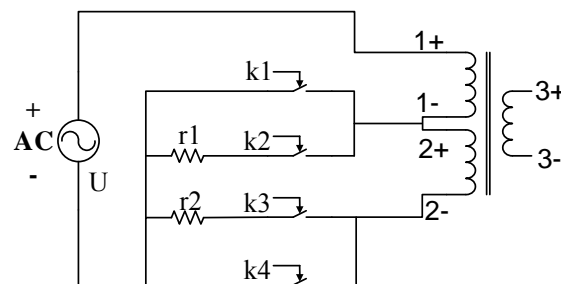 1+
k1
3+
+
1-
AC
r1
k2
2+
3-
-
U
r2
k3
2-
k4